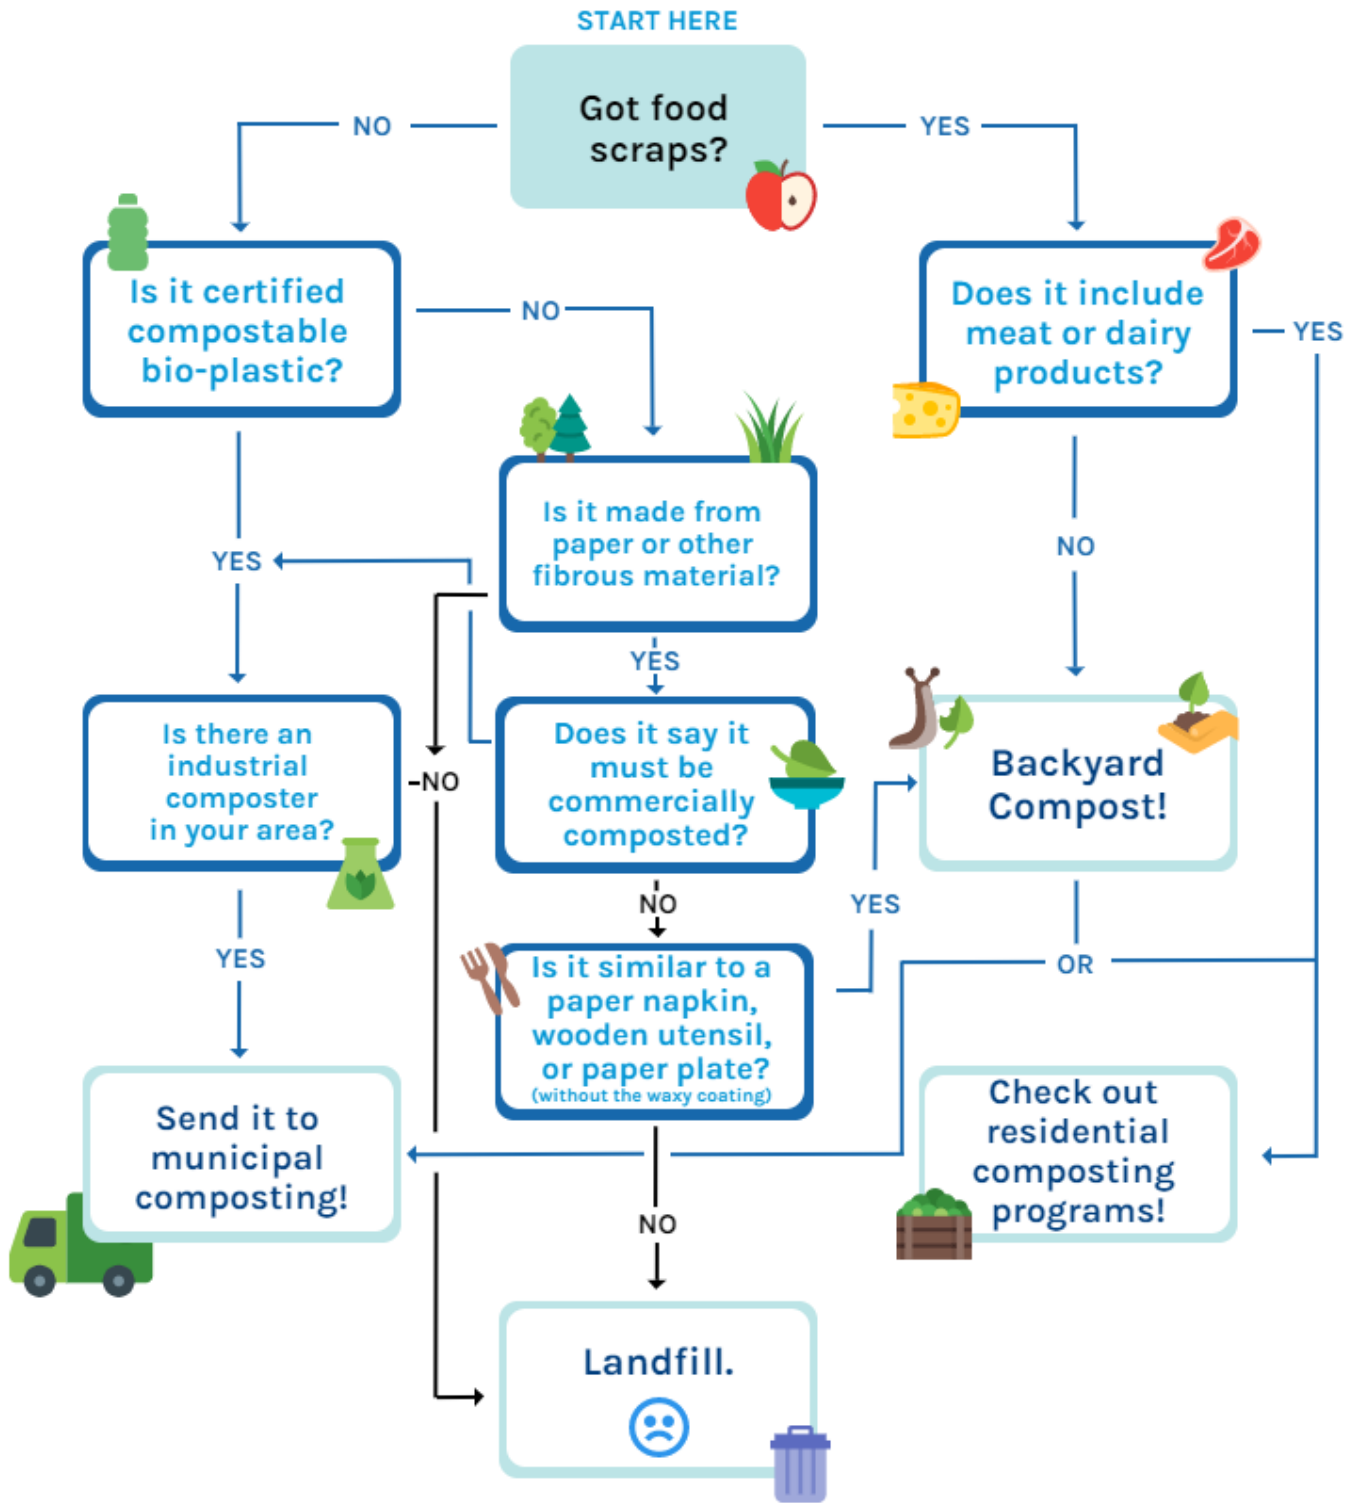 START HERE
Got food
scraps?
NO
YES
Is it certified
compostable
bio-plastic?
NO
Does it include
meat or dairy
products?
YES
Is it made from
paper or other
fibrous material?
YES
NO
YES
Is there an
industrial
composter
in your area?
-NO
Does it say it
must be
commercially
composted?
Backyard
Compost!
NO
YES
YES
Is it similar to a
paper napkin,
wooden utensil,
or paper plate?
(without the waxy coating)
OR
Send it to
municipal
composting!
Check out
residential
composting
programs!
NO
Landfill.